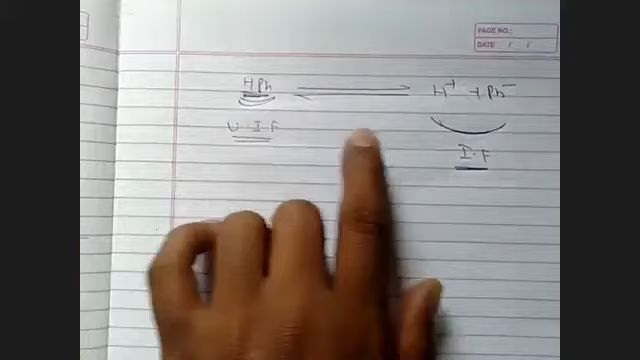 PAGE NO.:
DATE / /
HPh ⇌ H⁺ + Ph⁻
U.I.F
I.F